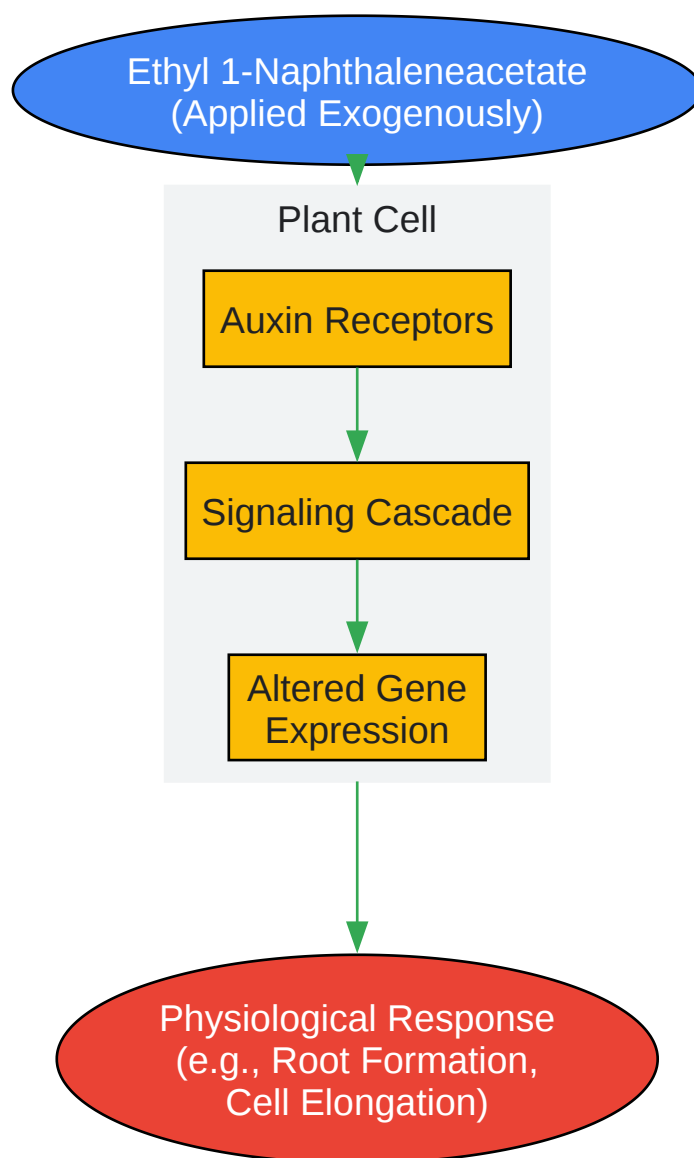 Ethyl 1-Naphthaleneacetate
(Applied Exogenously)
Plant Cell
Auxin Receptors
Signaling Cascade
Altered Gene
Expression
Physiological Response
(e.g., Root Formation,
Cell Elongation)